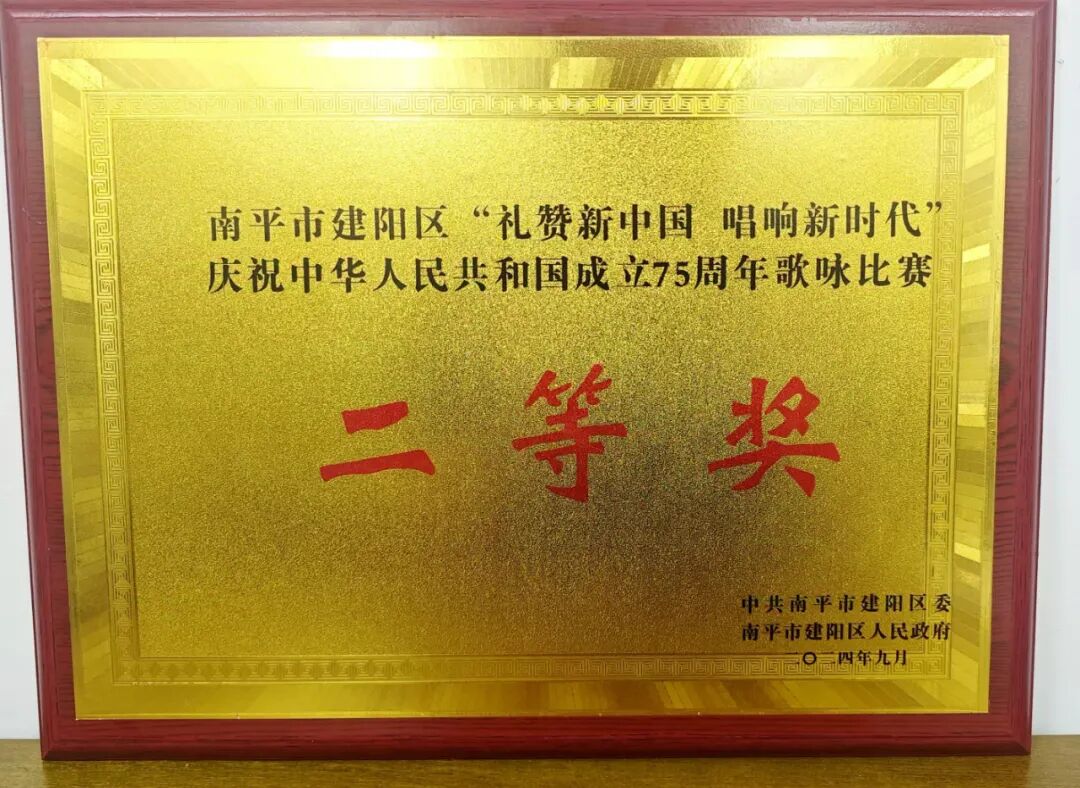 南平市建阳区“礼赞新中国 唱响新时代”
庆祝中华人民共和国成立75周年歌咏比赛
二等奖
中共南平市建阳区委
南平市建阳区人民政府
二〇二四年九月